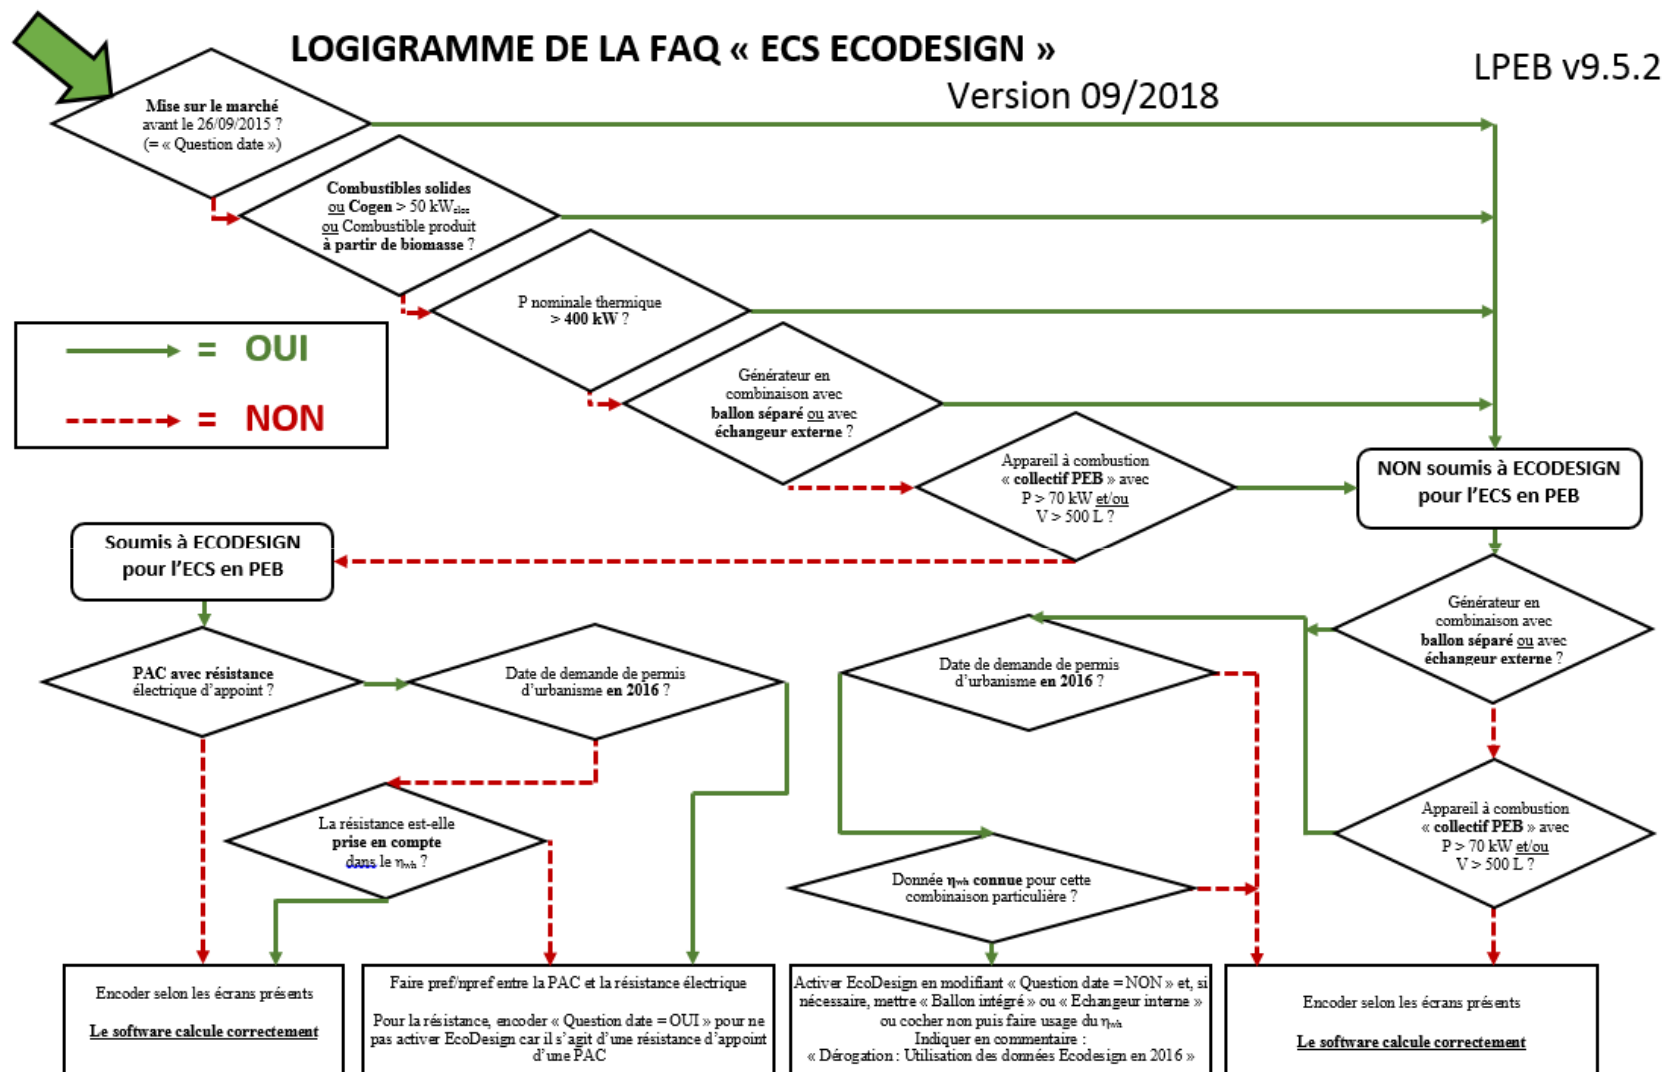 LOGIGRAMME DE LA FAQ « ECS ECODESIGN »
Version 09/2018
LPEB v9.5.2
Mise sur le marché
avant le 26/09/2015 ?
(= « Question date »)
Combustibles solides
ou Cogen > 50 kWelec
ou Combustible produit
à partir de biomasse ?
P nominale thermique
> 400 kW ?
= OUI
= NON
Générateur en
combinaison avec
ballon séparé ou avec
échangeur externe ?
Appareil à combustion
« collectif PEB » avec
P > 70 kW et/ou
V > 500 L ?
NON soumis à ECODESIGN
pour l'ECS en PEB
Soumis à ECODESIGN
pour l'ECS en PEB
Générateur en
combinaison avec
ballon séparé ou avec
échangeur externe ?
PAC avec résistance
électrique d'appoint ?
Date de demande de permis
d'urbanisme en 2016 ?
Date de demande de permis
d'urbanisme en 2016 ?
La résistance est-elle
prise en compte
dans le ηwh ?
Donnée ηwh connue pour cette
combinaison particulière ?
Appareil à combustion
« collectif PEB » avec
P > 70 kW et/ou
V > 500 L ?
Encoder selon les écrans présents
Le software calcule correctement
Faire pref/npref entre la PAC et la résistance électrique
Pour la résistance, encoder « Question date = OUI » pour ne
pas activer EcoDesign car il s'agit d'une résistance d'appoint
d'une PAC
Activer EcoDesign en modifiant « Question date = NON » et, si
nécessaire, mettre « Ballon intégré » ou « Echangeur interne »
ou cocher non puis faire usage du ηwh
Indiquer en commentaire :
« Dérogation : Utilisation des données Ecodesign en 2016 »
Encoder selon les écrans présents
Le software calcule correctement